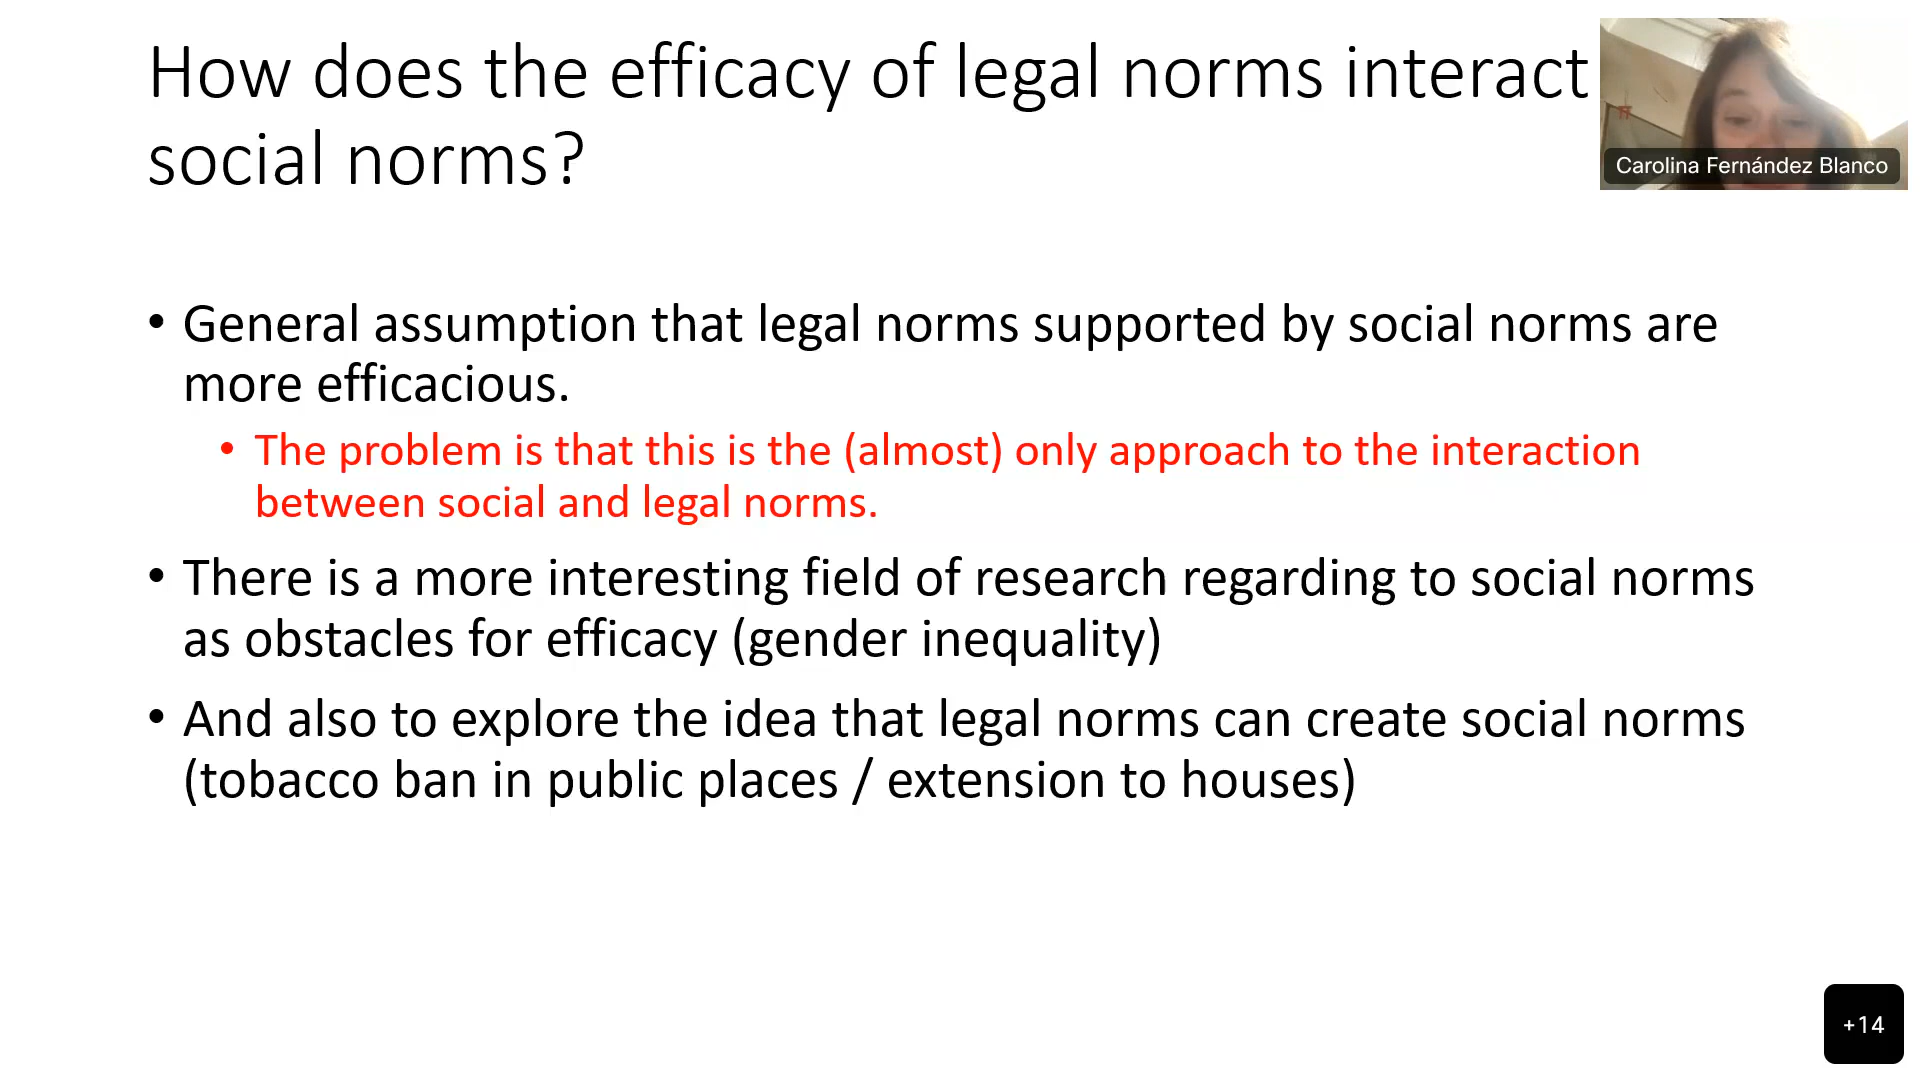 How does the efficacy of legal norms interact
social norms?
Carolina Fernández Blanco
• General assumption that legal norms supported by social norms are
more efficacious.
• The problem is that this is the (almost) only approach to the interaction
between social and legal norms.
• There is a more interesting field of research regarding to social norms
as obstacles for efficacy (gender inequality)
• And also to explore the idea that legal norms can create social norms
(tobacco ban in public places / extension to houses)
+14